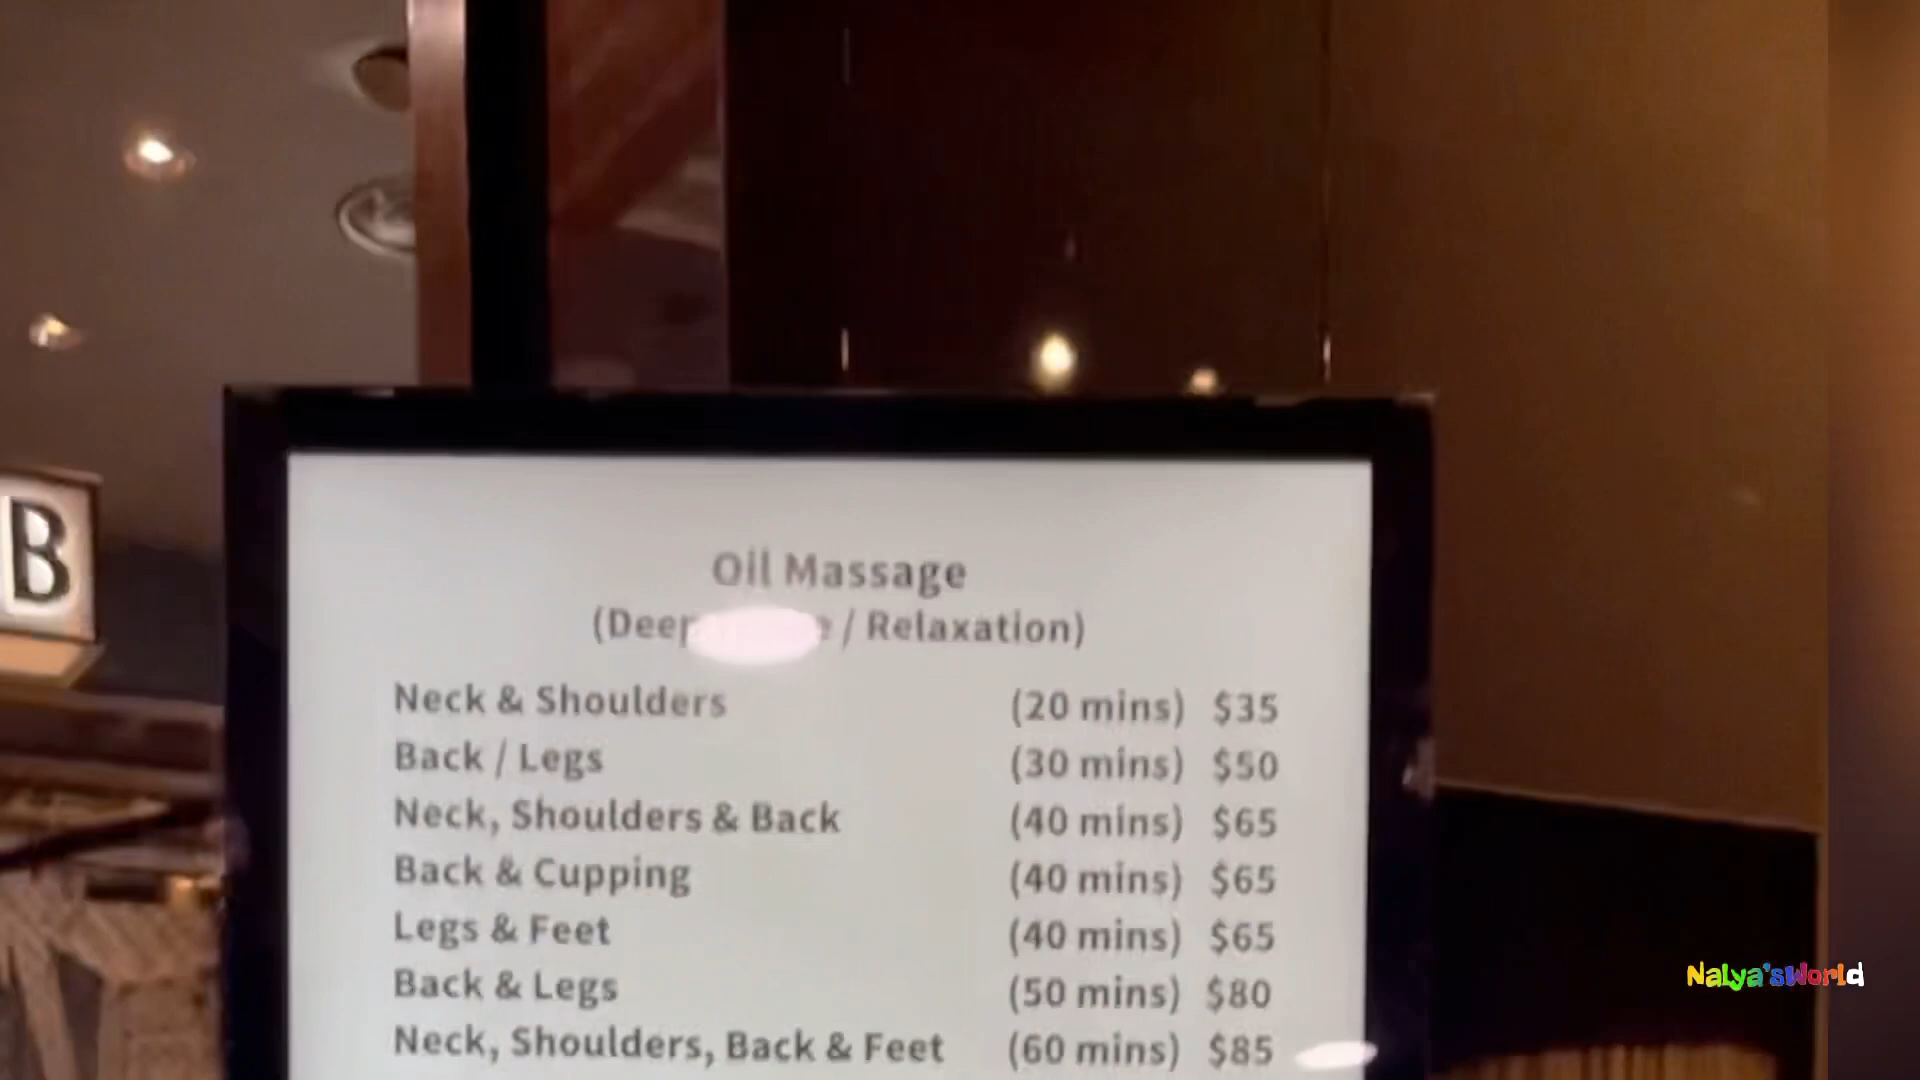 B
Oil Massage
(Deep / Relaxation)
Neck & Shoulders (20 mins) $35
Back / Legs (30 mins) $50
Neck, Shoulders & Back (40 mins) $65
Back & Cupping (40 mins) $65
Legs & Feet (40 mins) $65
Back & Legs (50 mins) $80
Neck, Shoulders, Back & Feet (60 mins) $85
Nalya'sWorld